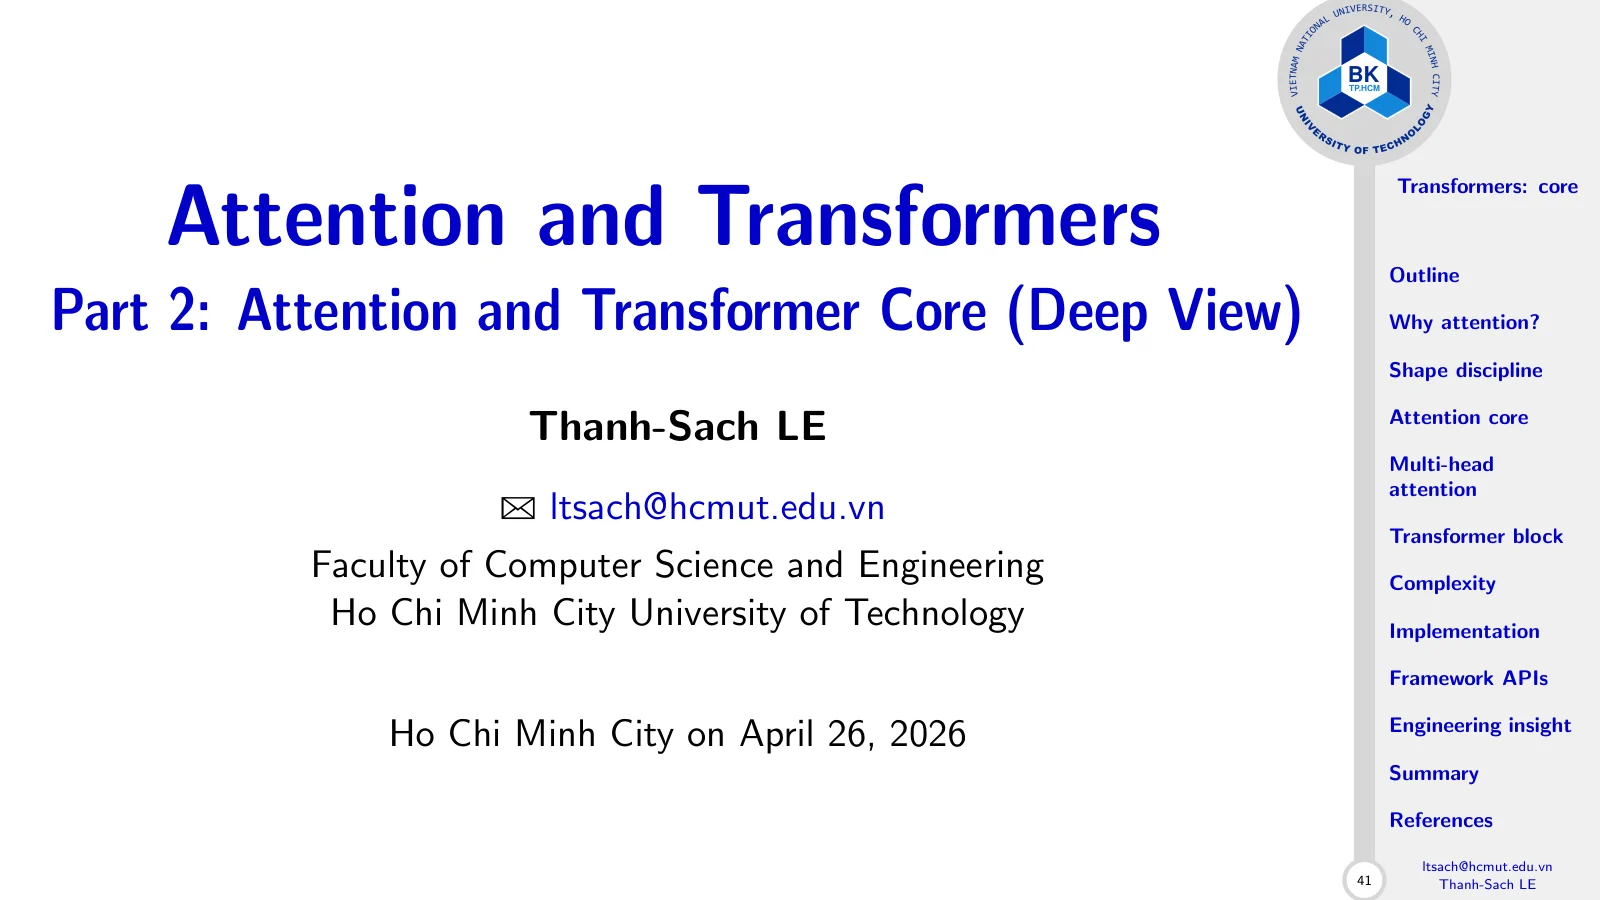 Attention and Transformers
Part 2: Attention and Transformer Core (Deep View)
Thanh-Sach LE
ltsach@hcmut.edu.vn
Faculty of Computer Science and Engineering
Ho Chi Minh City University of Technology
Ho Chi Minh City on April 26, 2026
VIETNAM NATIONAL UNIVERSITY, HO CHI MINH CITY
BK
TP.HCM
UNIVERSITY OF TECHNOLOGY
Transformers: core
Outline
Why attention?
Shape discipline
Attention core
Multi-head
attention
Transformer block
Complexity
Implementation
Framework APIs
Engineering insight
Summary
References
41
ltsach@hcmut.edu.vn
Thanh-Sach LE